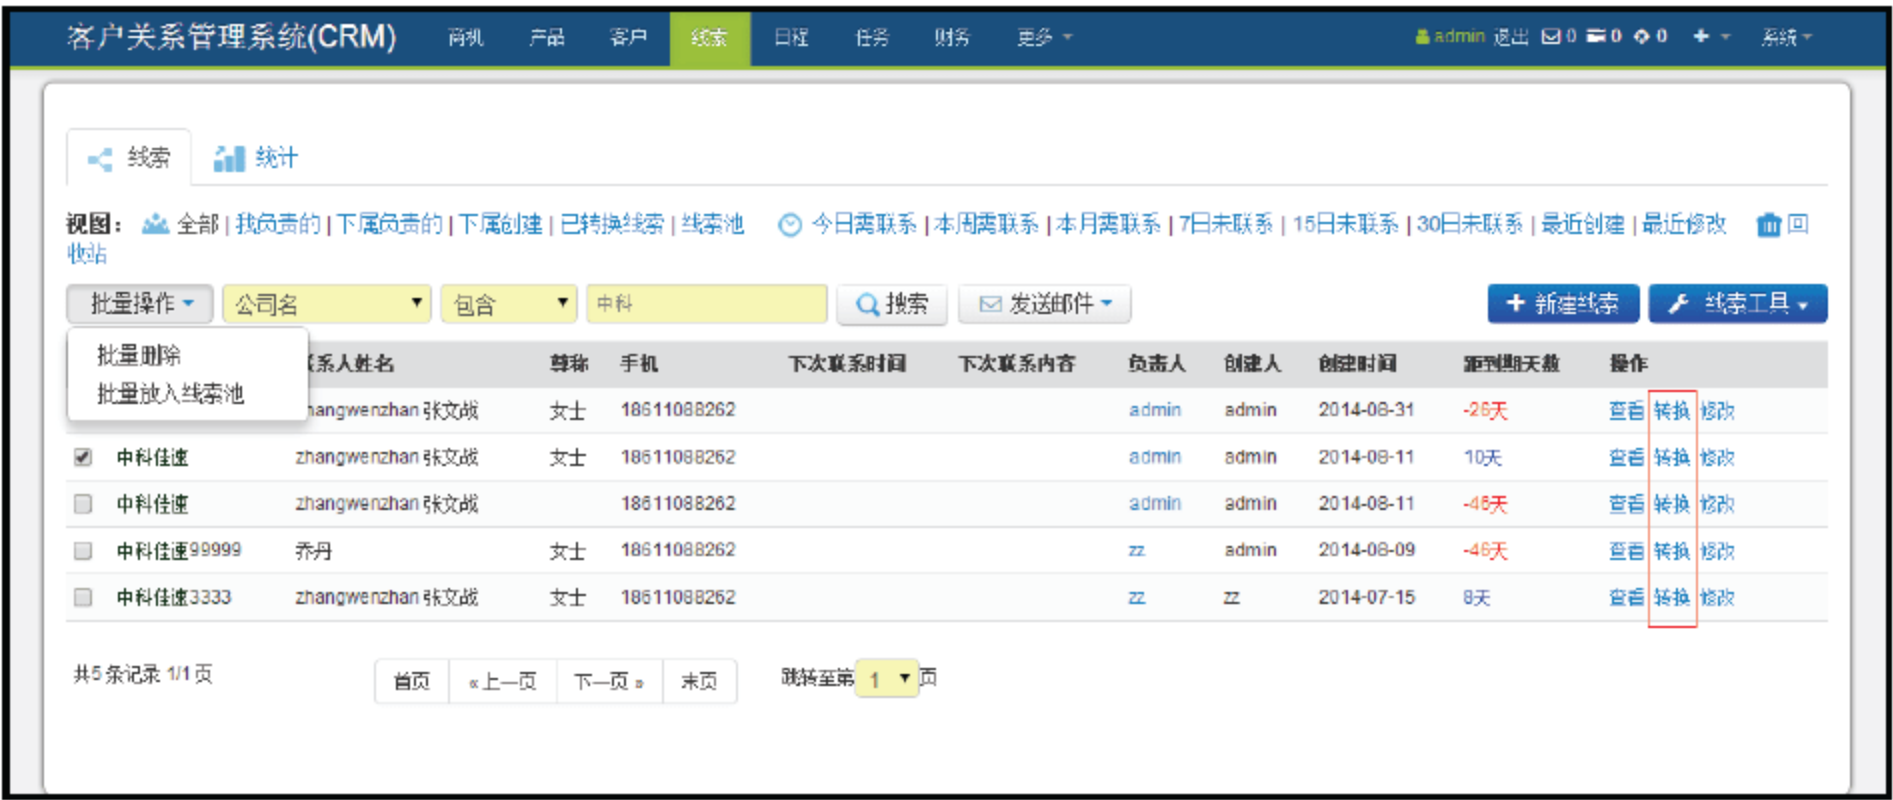 客户关系管理系统(CRM) 商机 产品 客户 线索 日程 任务 财务 更多 admin 退出 0 0 0 系统
线索 统计
视图: 全部 | 我负责的 | 下属负责的 | 下属创建 | 已转换线索 | 线索池 今日需联系 | 本周需联系 | 本月需联系 | 7日未联系 | 15日未联系 | 30日未联系 | 最近创建 | 最近修改 回
收站
批量操作 公司名 包含 中科 搜索 发送邮件 + 新建线索 线索工具
批量删除
批量放入线索池
系人姓名 尊称 手机 下次联系时间 下次联系内容 负责人 创建人 创建时间 距到期天数 操作
hangwenzhan 张文战 女士 18611088262 admin admin 2014-08-31 -26天 查看 转换 修改
中科佳速 zhangwenzhan 张文战 女士 18611088262 admin admin 2014-08-11 10天 查看 转换 修改
中科佳速 zhangwenzhan 张文战 18611088262 admin admin 2014-08-11 -46天 查看 转换 修改
中科佳速99999 乔丹 女士 18611088262 zz admin 2014-08-09 -46天 查看 转换 修改
中科佳速3333 zhangwenzhan 张文战 女士 18611088262 zz zz 2014-07-15 8天 查看 转换 修改
共5 条记录 1/1 页 首页 « 上一页 下一页 » 末页 跳转至第 1 页